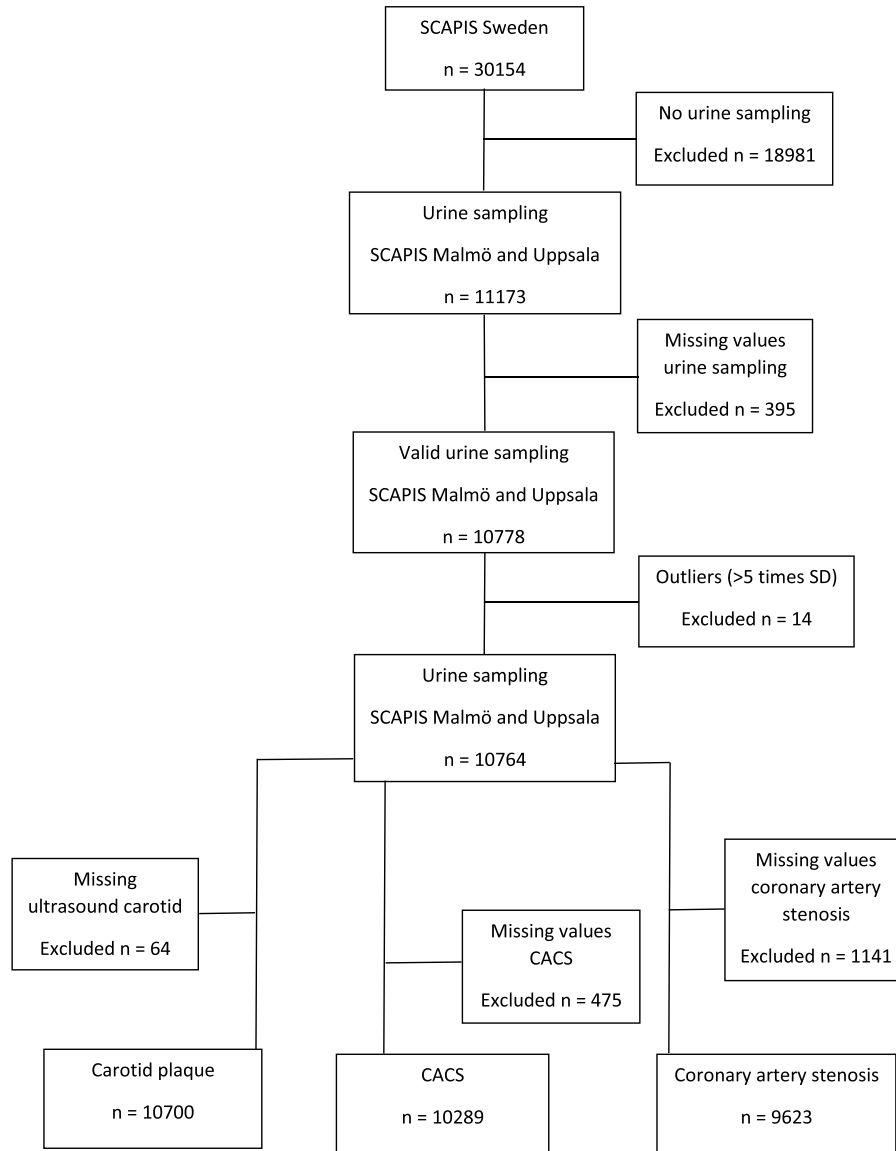 SCAPIS Sweden
n = 30154
No urine sampling
Excluded n = 18981
Urine sampling
SCAPIS Malmö and Uppsala
n = 11173
Missing values
urine sampling
Excluded n = 395
Valid urine sampling
SCAPIS Malmö and Uppsala
n = 10778
Outliers (>5 times SD)
Excluded n = 14
Urine sampling
SCAPIS Malmö and Uppsala
n = 10764
Missing
ultrasound carotid
Excluded n = 64
Missing values
CACS
Excluded n = 475
Missing values
coronary artery
stenosis
Excluded n = 1141
Carotid plaque
n = 10700
CACS
n = 10289
Coronary artery stenosis
n = 9623